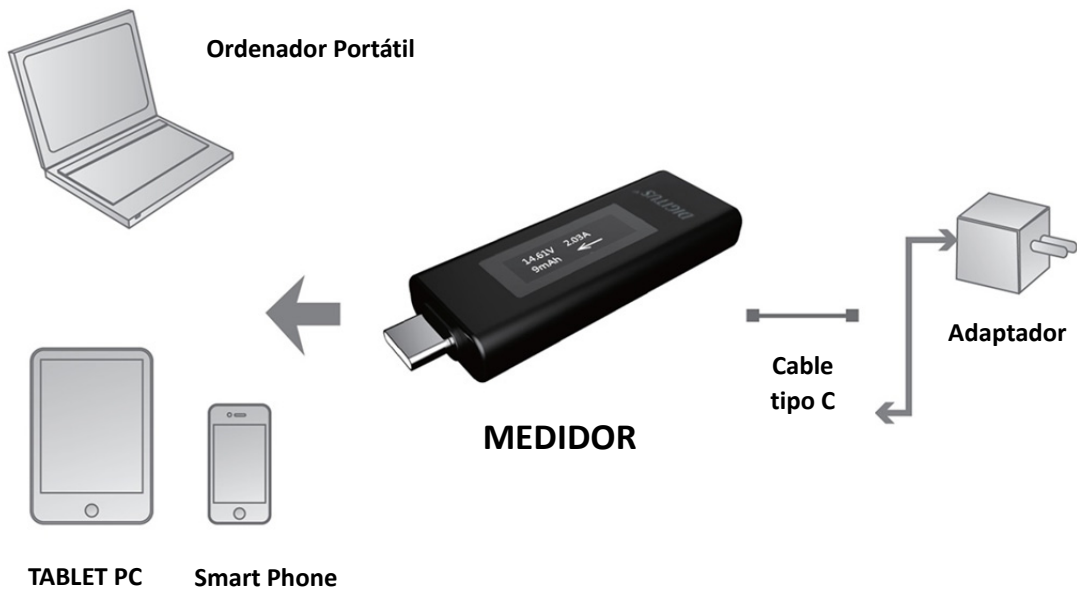 Ordenador Portátil
DIGITUS®
14.61V 2.03A
9mAh
Adaptador
Cable
tipo C
MEDIDOR
TABLET PC
Smart Phone